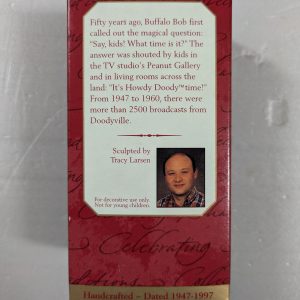 Fifty years ago, Buffalo Bob first
called out the magical question:
"Say, kids! What time is it?" The
answer was shouted by kids in
the TV studio's Peanut Gallery
and in living rooms across the
land: "It's Howdy Doody™ time!"
From 1947 to 1960, there were
more than 2500 broadcasts from
Doodyville.
Sculpted by
Tracy Larsen
For decorative use only.
Not for young children.
Celebrating
Handcrafted ~ Dated 1947-1997